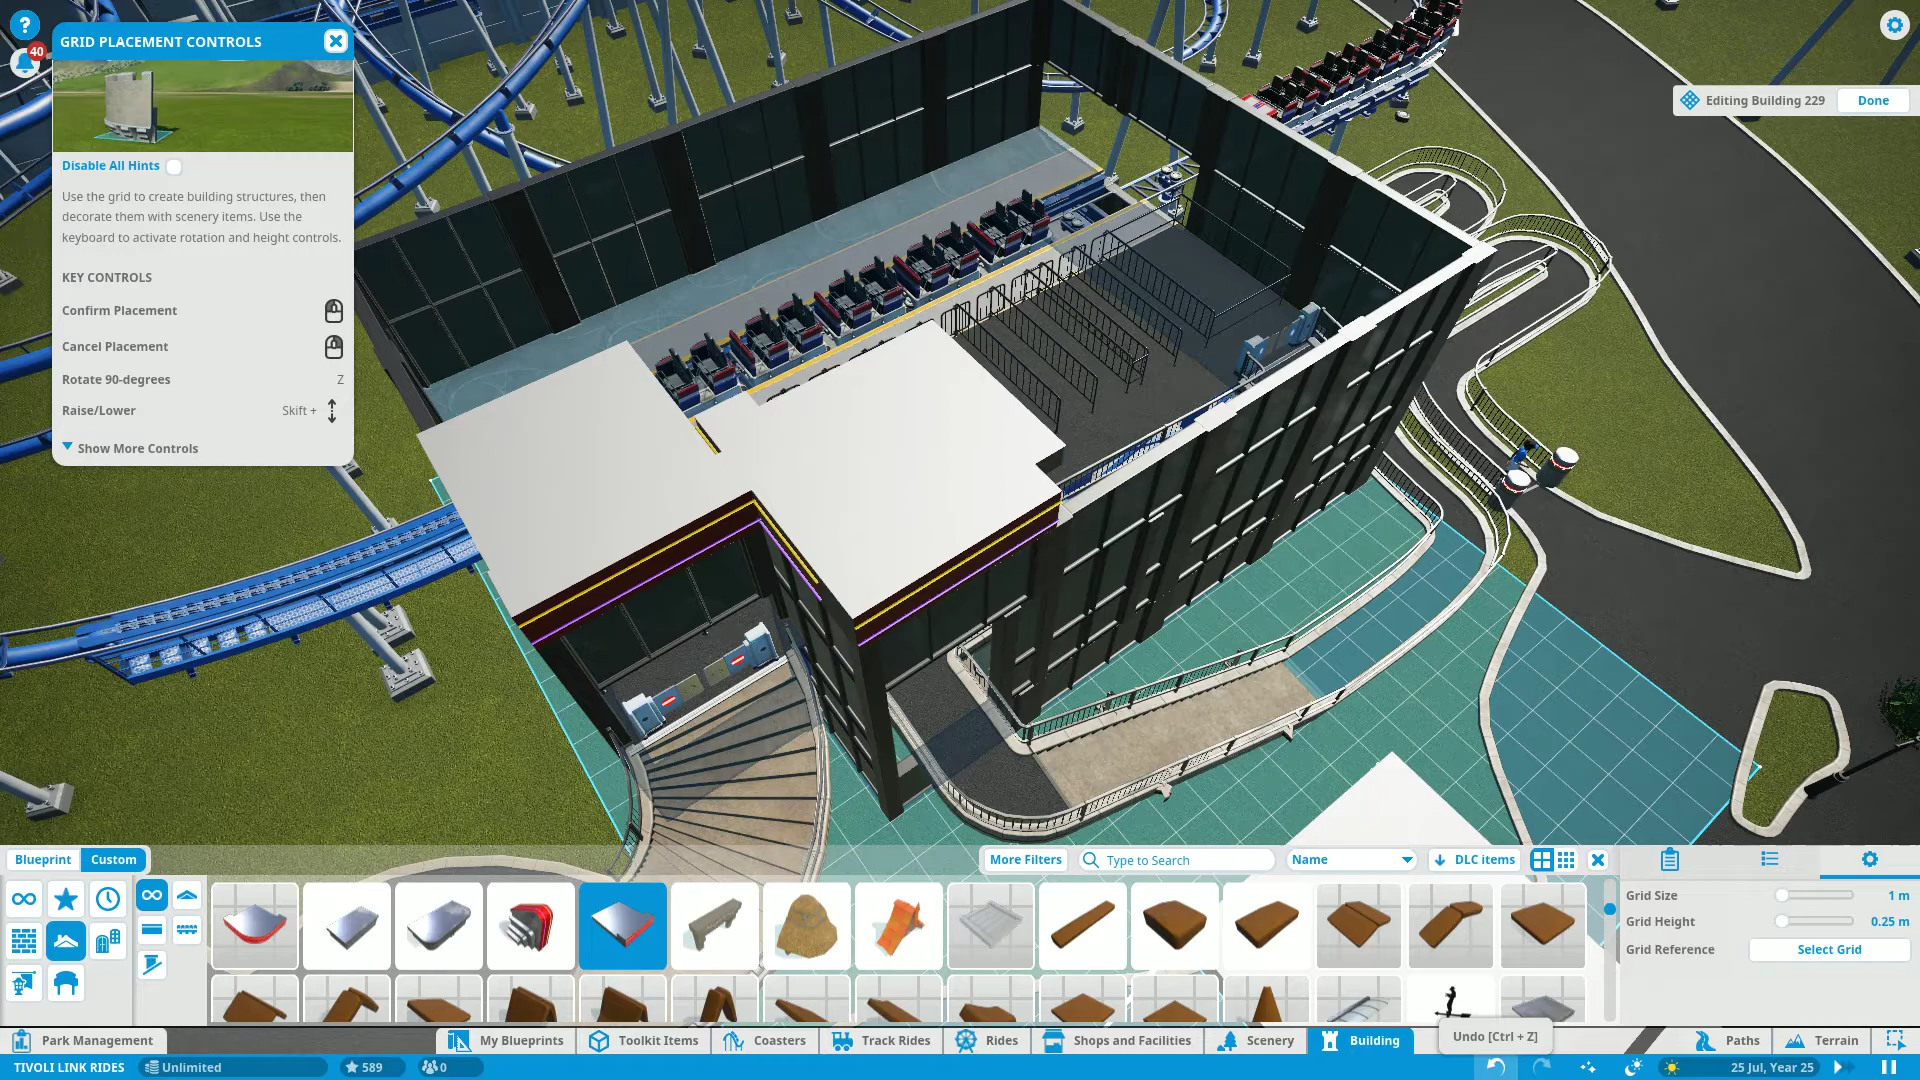 ?
40
GRID PLACEMENT CONTROLS
Disable All Hints
Use the grid to create building structures, then
decorate them with scenery items. Use the
keyboard to activate rotation and height controls.
KEY CONTROLS
Confirm Placement
Cancel Placement
Rotate 90-degrees Z
Raise/Lower Skift +
Show More Controls
Editing Building 229 Done
Blueprint Custom
More Filters Type to Search Name DLC items
Grid Size 1 m
Grid Height 0.25 m
Grid Reference Select Grid
Undo [Ctrl + Z]
Park Management My Blueprints Toolkit Items Coasters Track Rides Rides Shops and Facilities Scenery Building Paths Terrain
TIVOLI LINK RIDES Unlimited 589 0 25 Jul, Year 25